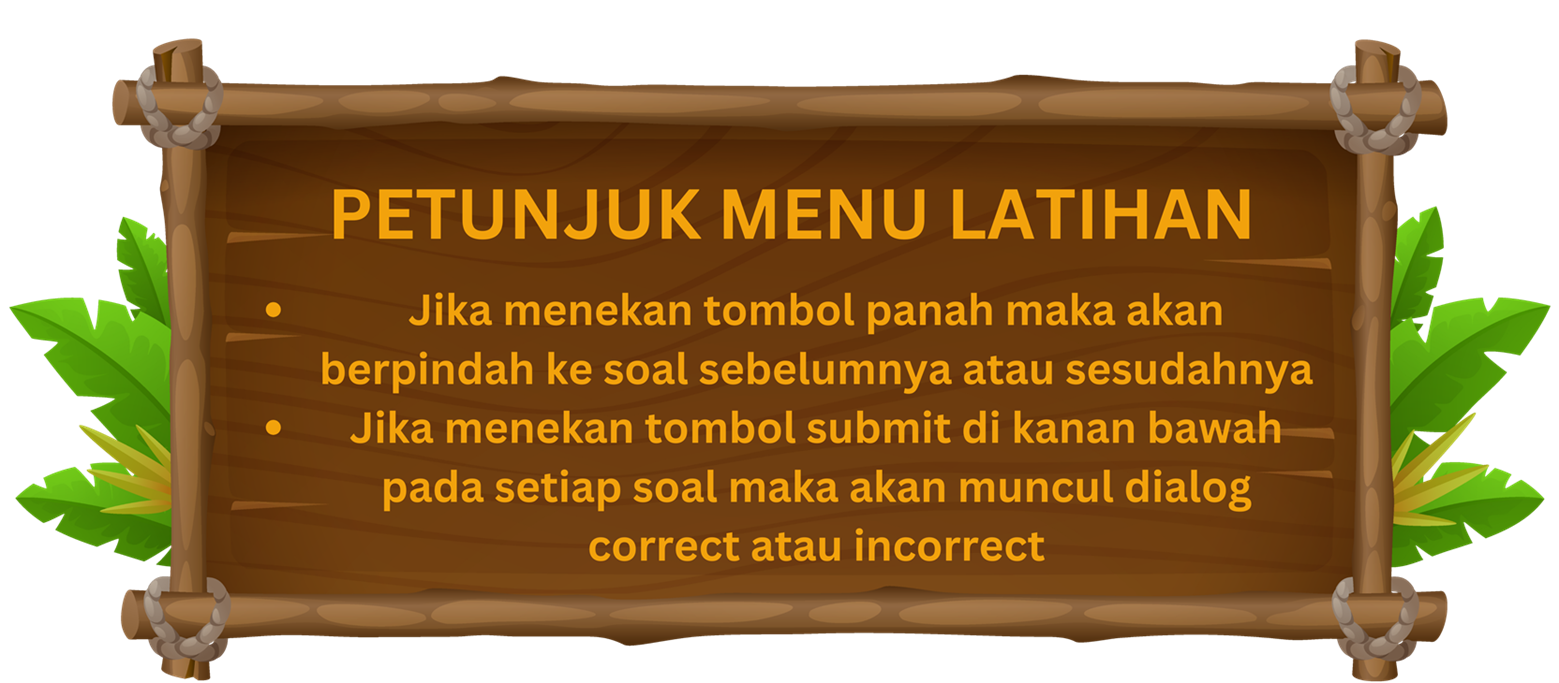 PETUNJUK MENU LATIHAN
• Jika menekan tombol panah maka akan
berpindah ke soal sebelumnya atau sesudahnya
• Jika menekan tombol submit di kanan bawah
pada setiap soal maka akan muncul dialog
correct atau incorrect